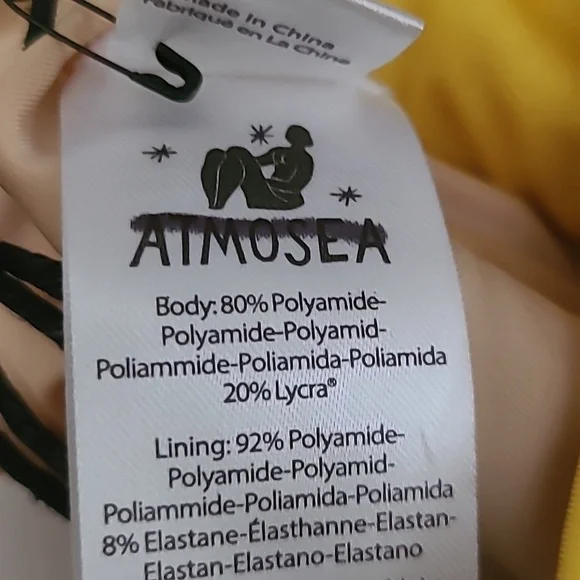 Made In China
Fabriqué en La Chine
ATMOSEA
Body: 80% Polyamide-
Polyamide-Polyamid-
Poliammide-Poliamida-Poliamida
20% Lycra®
Lining: 92% Polyamide-
Polyamide-Polyamid-
Poliammide-Poliamida-Poliamida
8% Elastane-Élasthanne-Elastan-
Elastan-Elastano-Elastano